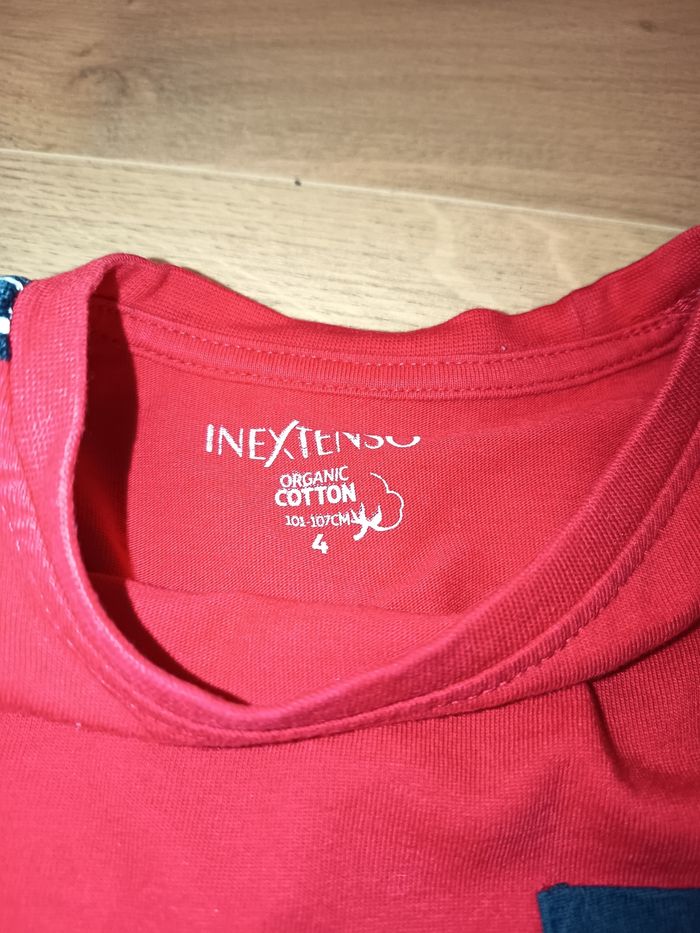 INEXTENSO
ORGANIC
COTTON
101-107CM
4